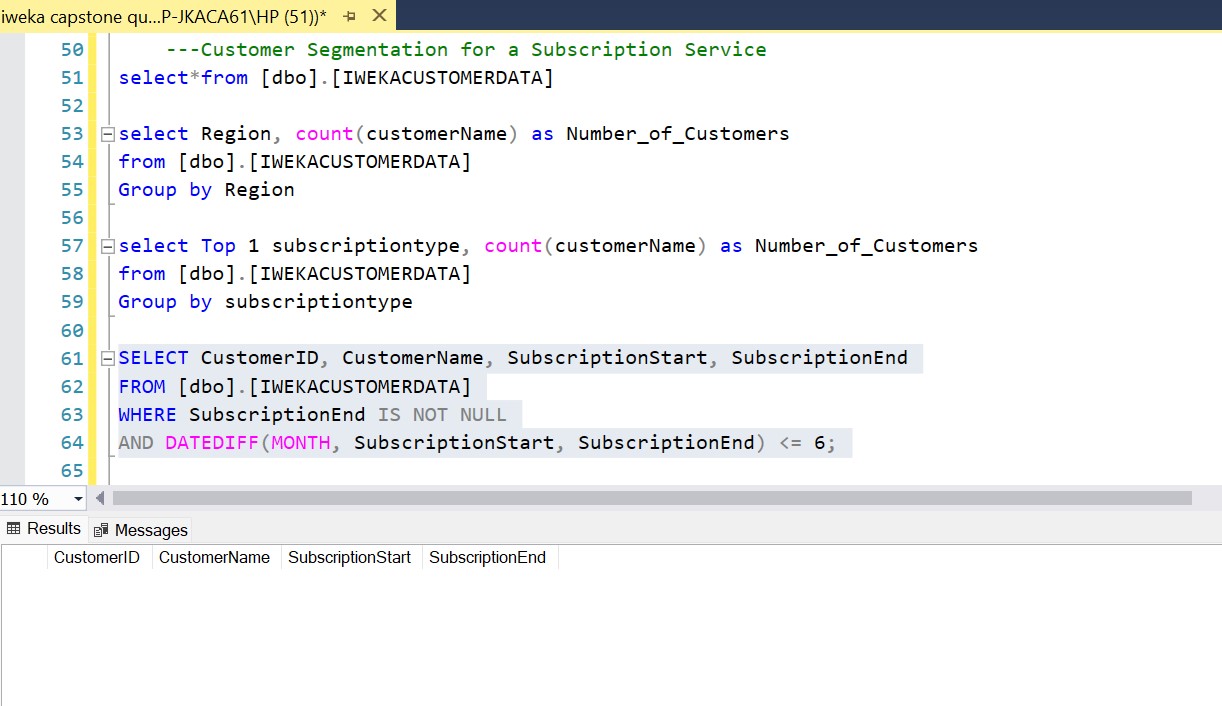 iweka capstone qu...P-JKACA61\HP (51))*
50 ---Customer Segmentation for a Subscription Service
51 select*from [dbo].[IWEKACUSTOMERDATA]
52
53 select Region, count(customerName) as Number_of_Customers
54 from [dbo].[IWEKACUSTOMERDATA]
55 Group by Region
56
57 select Top 1 subscriptiontype, count(customerName) as Number_of_Customers
58 from [dbo].[IWEKACUSTOMERDATA]
59 Group by subscriptiontype
60
61 SELECT CustomerID, CustomerName, SubscriptionStart, SubscriptionEnd
62 FROM [dbo].[IWEKACUSTOMERDATA]
63 WHERE SubscriptionEnd IS NOT NULL
64 AND DATEDIFF(MONTH, SubscriptionStart, SubscriptionEnd) <= 6;
65
110 %
Results Messages
CustomerID CustomerName SubscriptionStart SubscriptionEnd